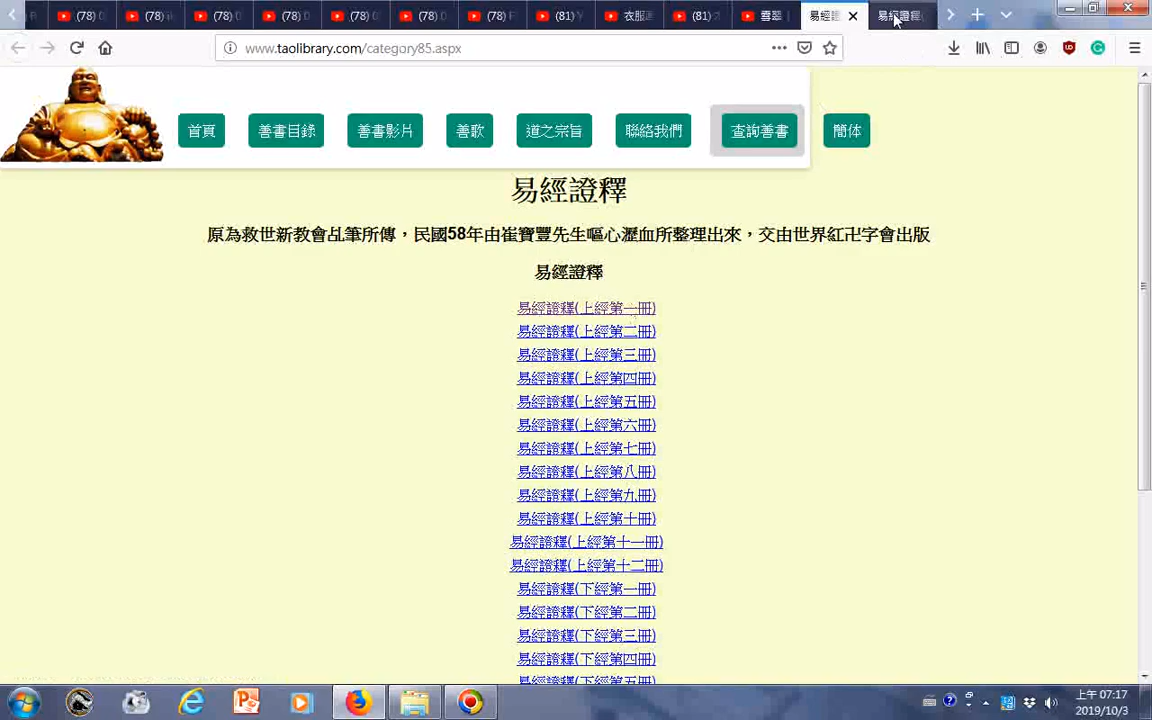 (78) (78) (78) (78) (78) (78) (78) (81) 衣服 (81) 雪翠 易經證 易經證釋
www.taolibrary.com/category85.aspx
首頁 善書目錄 善書影片 善歌 道之宗旨 聯絡我們 查詢善書 簡体
易經證釋
原為救世新教會乩筆所傳，民國58年由崔寶豐先生嘔心瀝血所整理出來，交由世界紅卍字會出版
易經證釋
易經證釋(上經第一冊)
易經證釋(上經第二冊)
易經證釋(上經第三冊)
易經證釋(上經第四冊)
易經證釋(上經第五冊)
易經證釋(上經第六冊)
易經證釋(上經第七冊)
易經證釋(上經第八冊)
易經證釋(上經第九冊)
易經證釋(上經第十冊)
易經證釋(上經第十一冊)
易經證釋(上經第十二冊)
易經證釋(下經第一冊)
易經證釋(下經第二冊)
易經證釋(下經第三冊)
易經證釋(下經第四冊)
易經證釋(下經第五冊)
上午 07:17
2019/10/3